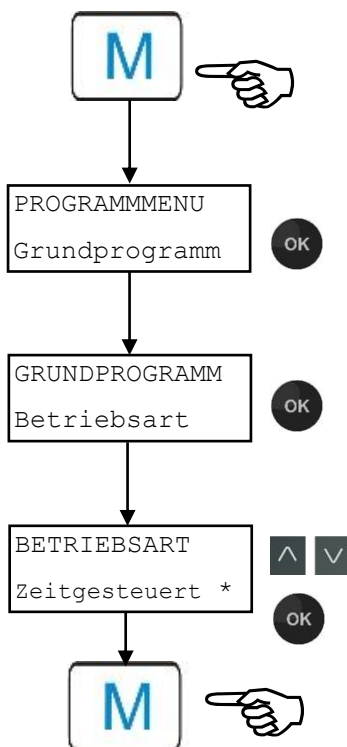 M
PROGRAMMMENU
Grundprogramm
OK
GRUNDPROGRAMM
Betriebsart
OK
BETRIEBSART
Zeitgesteuert *
OK
M